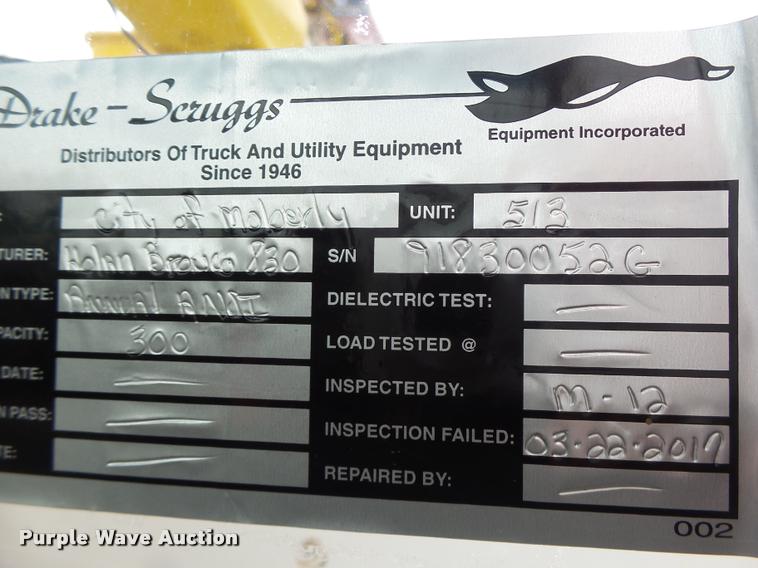 Drake-Scruggs
Equipment Incorporated
Distributors Of Truck And Utility Equipment
Since 1946
: City of Moberly UNIT: 513
TURER: Holan Bronco 830 S/N 91830052G
N TYPE: Annual ANSI DIELECTRIC TEST: —
PACITY: 300 LOAD TESTED @ —
DATE: — INSPECTED BY: M-12
N PASS: — INSPECTION FAILED: 03-22-2017
TE: — REPAIRED BY: —
002
Purple Wave Auction